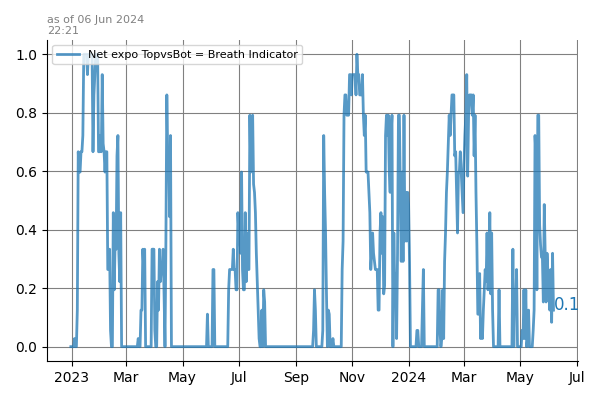 as of 06 Jun 2024
22:21
Net expo TopvsBot = Breath Indicator
1.0
0.8
0.6
0.4
0.2
0.0
0.1
2023 Mar May Jul Sep Nov 2024 Mar May Jul